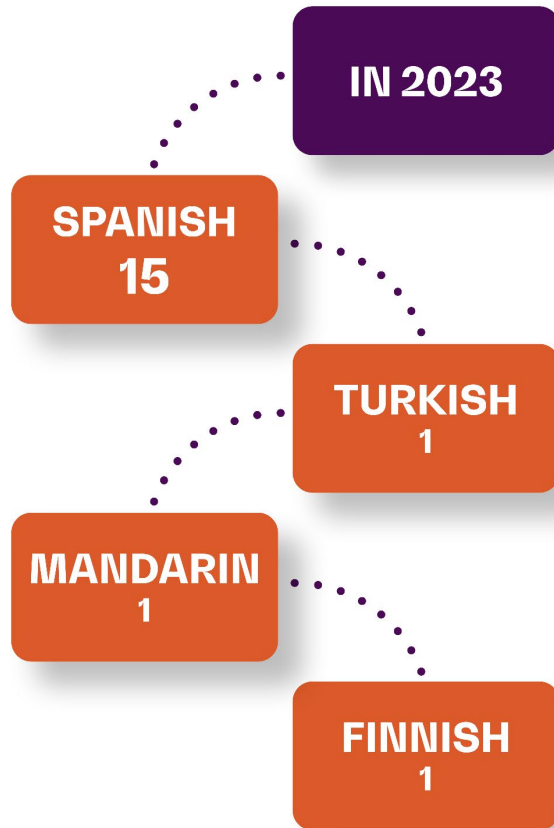 IN 2023
SPANISH
15
TURKISH
1
MANDARIN
1
FINNISH
1